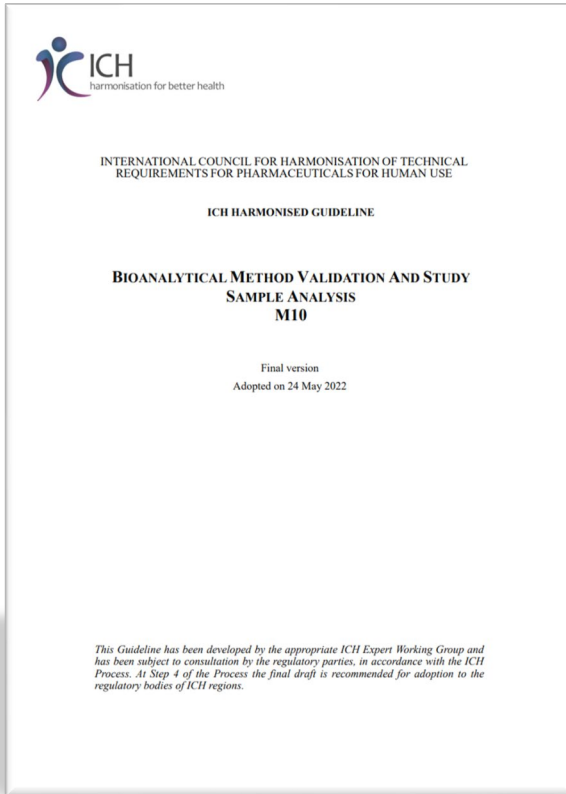 ICH
harmonisation for better health
INTERNATIONAL COUNCIL FOR HARMONISATION OF TECHNICAL
REQUIREMENTS FOR PHARMACEUTICALS FOR HUMAN USE
ICH HARMONISED GUIDELINE
BIOANALYTICAL METHOD VALIDATION AND STUDY
SAMPLE ANALYSIS
M10
Final version
Adopted on 24 May 2022
This Guideline has been developed by the appropriate ICH Expert Working Group and
has been subject to consultation by the regulatory parties, in accordance with the ICH
Process. At Step 4 of the Process the final draft is recommended for adoption to the
regulatory bodies of ICH regions.